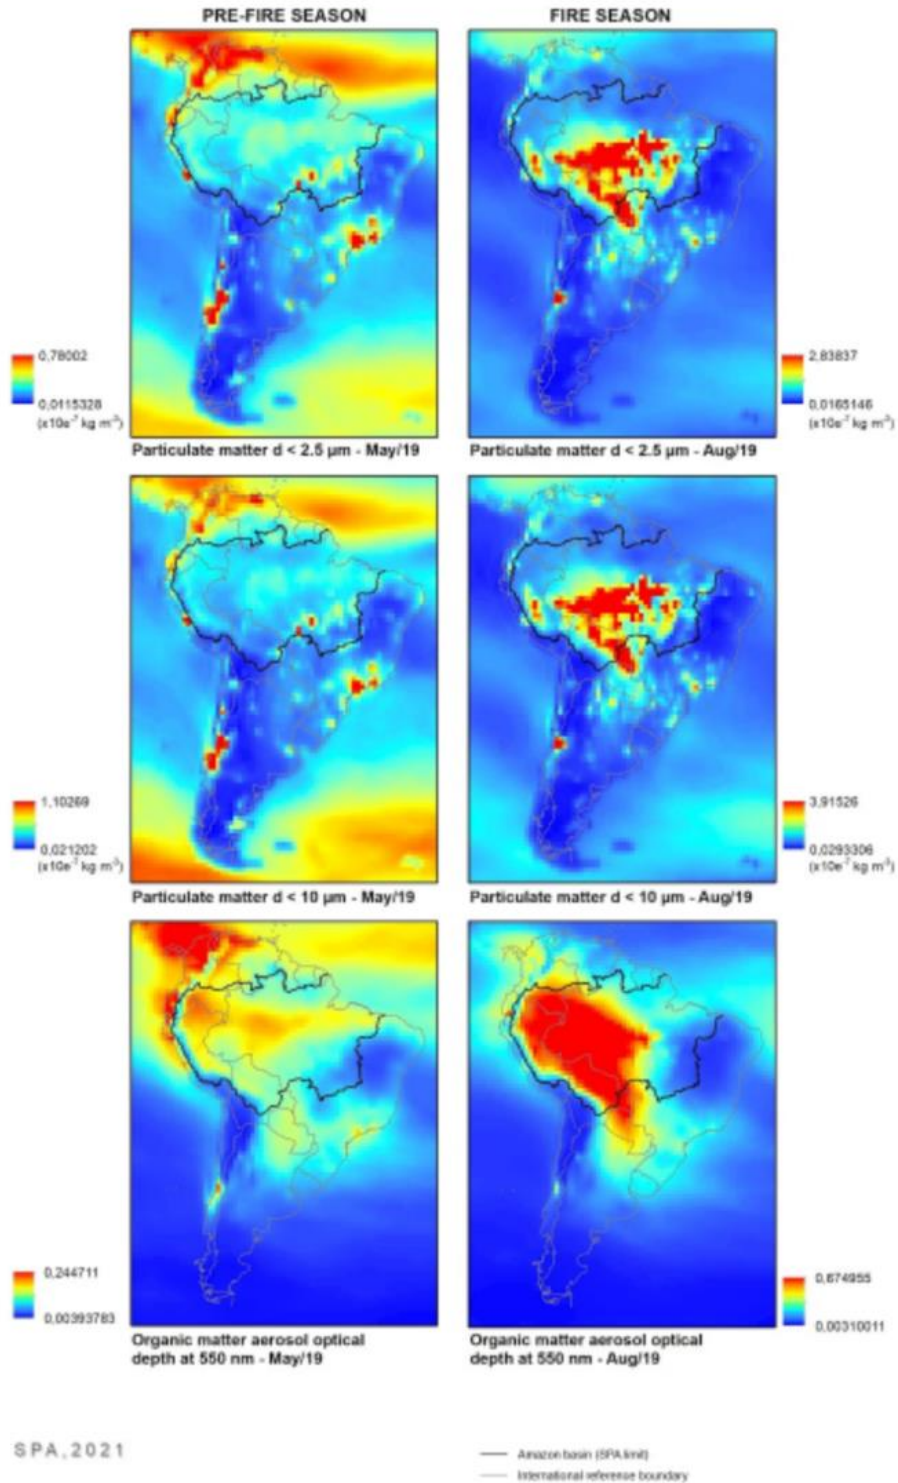 PRE-FIRE SEASON
FIRE SEASON
0,78002
0,0115328
(x10e⁻⁷ kg m⁻³)
2,83837
0,0165146
(x10e⁻⁷ kg m⁻³)
Particulate matter d < 2.5 µm - May/19
Particulate matter d < 2.5 µm - Aug/19
1,10269
0,021202
(x10e⁻⁷ kg m⁻³)
3,91526
0,0293306
(x10e⁻⁷ kg m⁻³)
Particulate matter d < 10 µm - May/19
Particulate matter d < 10 µm - Aug/19
0,244711
0,00393783
0,674955
0,00310011
Organic matter aerosol optical
depth at 550 nm - May/19
Organic matter aerosol optical
depth at 550 nm - Aug/19
SPA, 2021
Amazon basin (SPA limit)
International reference boundary